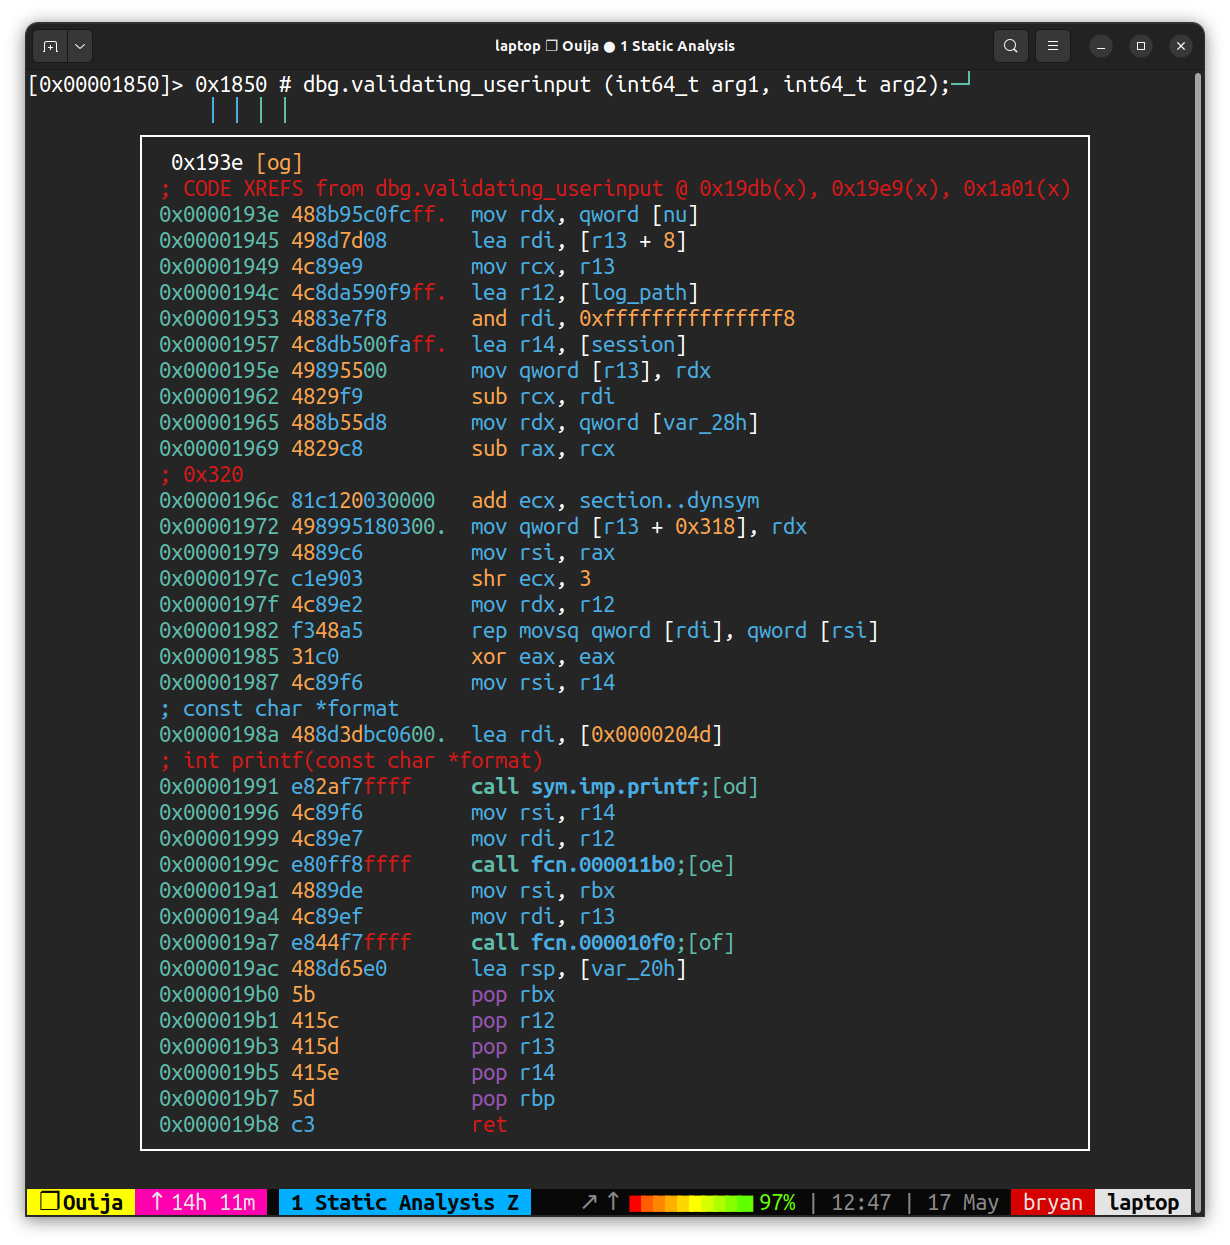 laptop ❐ Ouija ● 1 Static Analysis
[0x00001850]> 0x1850 # dbg.validating_userinput (int64_t arg1, int64_t arg2);
0x193e [og]
; CODE XREFS from dbg.validating_userinput @ 0x19db(x), 0x19e9(x), 0x1a01(x)
0x0000193e 488b95c0fcff. mov rdx, qword [nu]
0x00001945 498d7d08 lea rdi, [r13 + 8]
0x00001949 4c89e9 mov rcx, r13
0x0000194c 4c8da590f9ff. lea r12, [log_path]
0x00001953 4883e7f8 and rdi, 0xfffffffffffffff8
0x00001957 4c8db500faff. lea r14, [session]
0x0000195e 49895500 mov qword [r13], rdx
0x00001962 4829f9 sub rcx, rdi
0x00001965 488b55d8 mov rdx, qword [var_28h]
0x00001969 4829c8 sub rax, rcx
; 0x320
0x0000196c 81c120030000 add ecx, section..dynsym
0x00001972 498995180300. mov qword [r13 + 0x318], rdx
0x00001979 4889c6 mov rsi, rax
0x0000197c c1e903 shr ecx, 3
0x0000197f 4c89e2 mov rdx, r12
0x00001982 f348a5 rep movsq qword [rdi], qword [rsi]
0x00001985 31c0 xor eax, eax
0x00001987 4c89f6 mov rsi, r14
; const char *format
0x0000198a 488d3dbc0600. lea rdi, [0x0000204d]
; int printf(const char *format)
0x00001991 e82af7ffff call sym.imp.printf;[od]
0x00001996 4c89f6 mov rsi, r14
0x00001999 4c89e7 mov rdi, r12
0x0000199c e80ff8ffff call fcn.000011b0;[oe]
0x000019a1 4889de mov rsi, rbx
0x000019a4 4c89ef mov rdi, r13
0x000019a7 e844f7ffff call fcn.000010f0;[of]
0x000019ac 488d65e0 lea rsp, [var_20h]
0x000019b0 5b pop rbx
0x000019b1 415c pop r12
0x000019b3 415d pop r13
0x000019b5 415e pop r14
0x000019b7 5d pop rbp
0x000019b8 c3 ret
❐ Ouija ↑ 14h 11m 1 Static Analysis Z ↗ ↑ 97% | 12:47 | 17 May bryan laptop